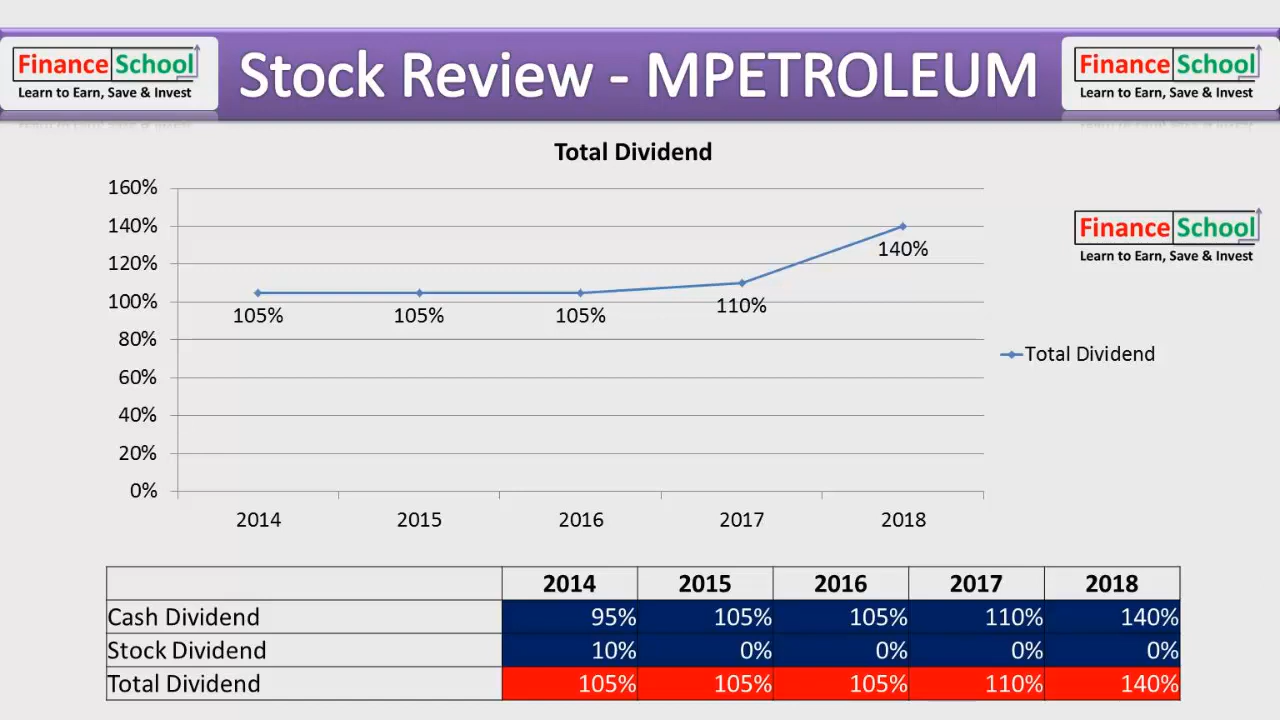 Finance School
Learn to Earn, Save & Invest
Stock Review - MPETROLEUM
Finance School
Learn to Earn, Save & Invest
Total Dividend
Finance School
Learn to Earn, Save & Invest
160%
140%
120%
100%
80%
60%
40%
20%
0%
105% 105% 105% 110% 140%
2014 2015 2016 2017 2018
Total Dividend
2014 2015 2016 2017 2018
Cash Dividend 95% 105% 105% 110% 140%
Stock Dividend 10% 0% 0% 0% 0%
Total Dividend 105% 105% 105% 110% 140%